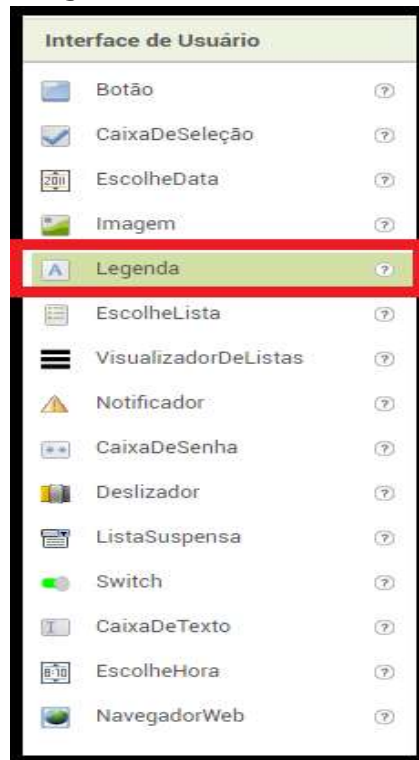 Interface de Usuário
Botão
CaixaDeSeleção
EscolheData
Imagem
A Legenda
EscolheLista
VisualizadorDeListas
Notificador
CaixaDeSenha
Deslizador
ListaSuspensa
Switch
CaixaDeTexto
EscolheHora
NavegadorWeb